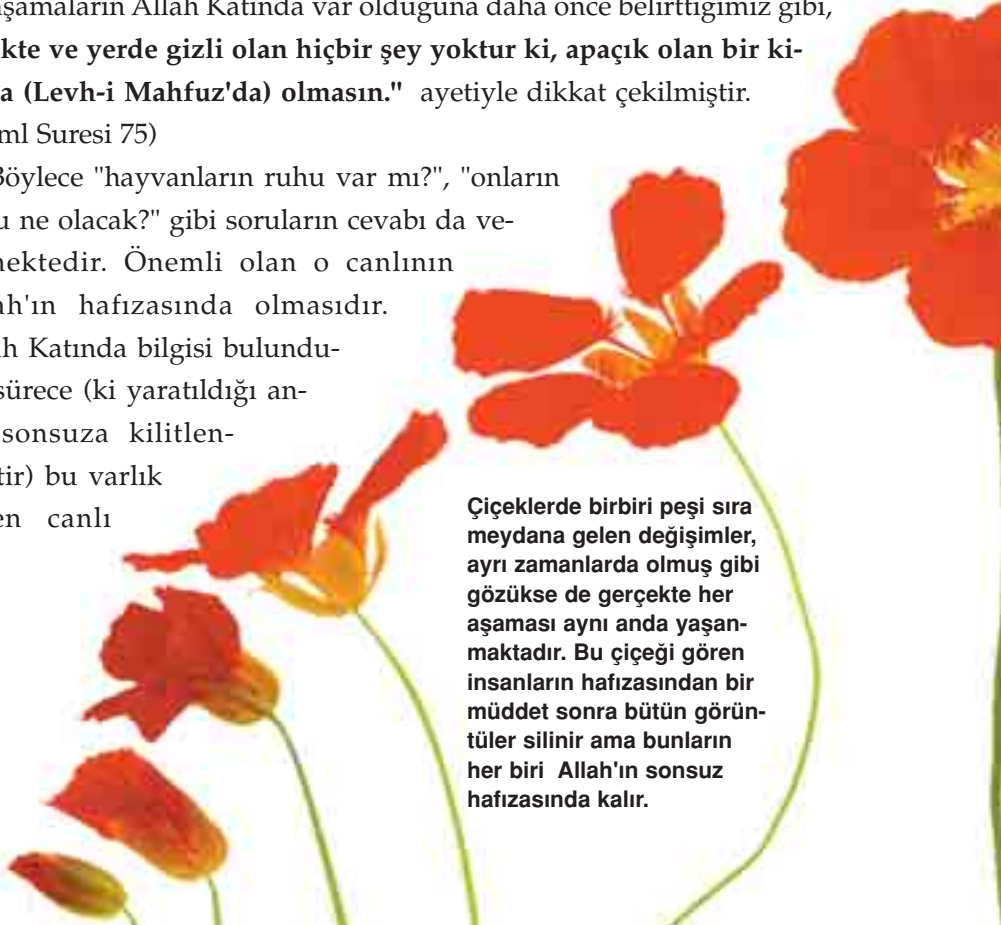 şamaların Allah Katında var olduğuna daha önce belirttiğimiz gibi,
kte ve yerde gizli olan hiçbir şey yoktur ki, apaçık olan bir ki-
a (Levh-i Mahfuz'da) olmasın." ayetiyle dikkat çekilmiştir.
ml Suresi 75)
Böylece "hayvanların ruhu var mı?", "onların
u ne olacak?" gibi soruların cevabı da ve-
mektedir. Önemli olan o canlının
ah'ın hafızasında olmasıdır.
h Katında bilgisi bulundu-
sürece (ki yaratıldığı an-
sonsuza kilitlen-
tir) bu varlık
en canlı
Çiçeklerde birbiri peşi sıra
meydana gelen değişimler,
ayrı zamanlarda olmuş gibi
gözükse de gerçekte her
aşaması aynı anda yaşan-
maktadır. Bu çiçeği gören
insanların hafızasından bir
müddet sonra bütün görün-
tüler silinir ama bunların
her biri Allah'ın sonsuz
hafızasında kalır.